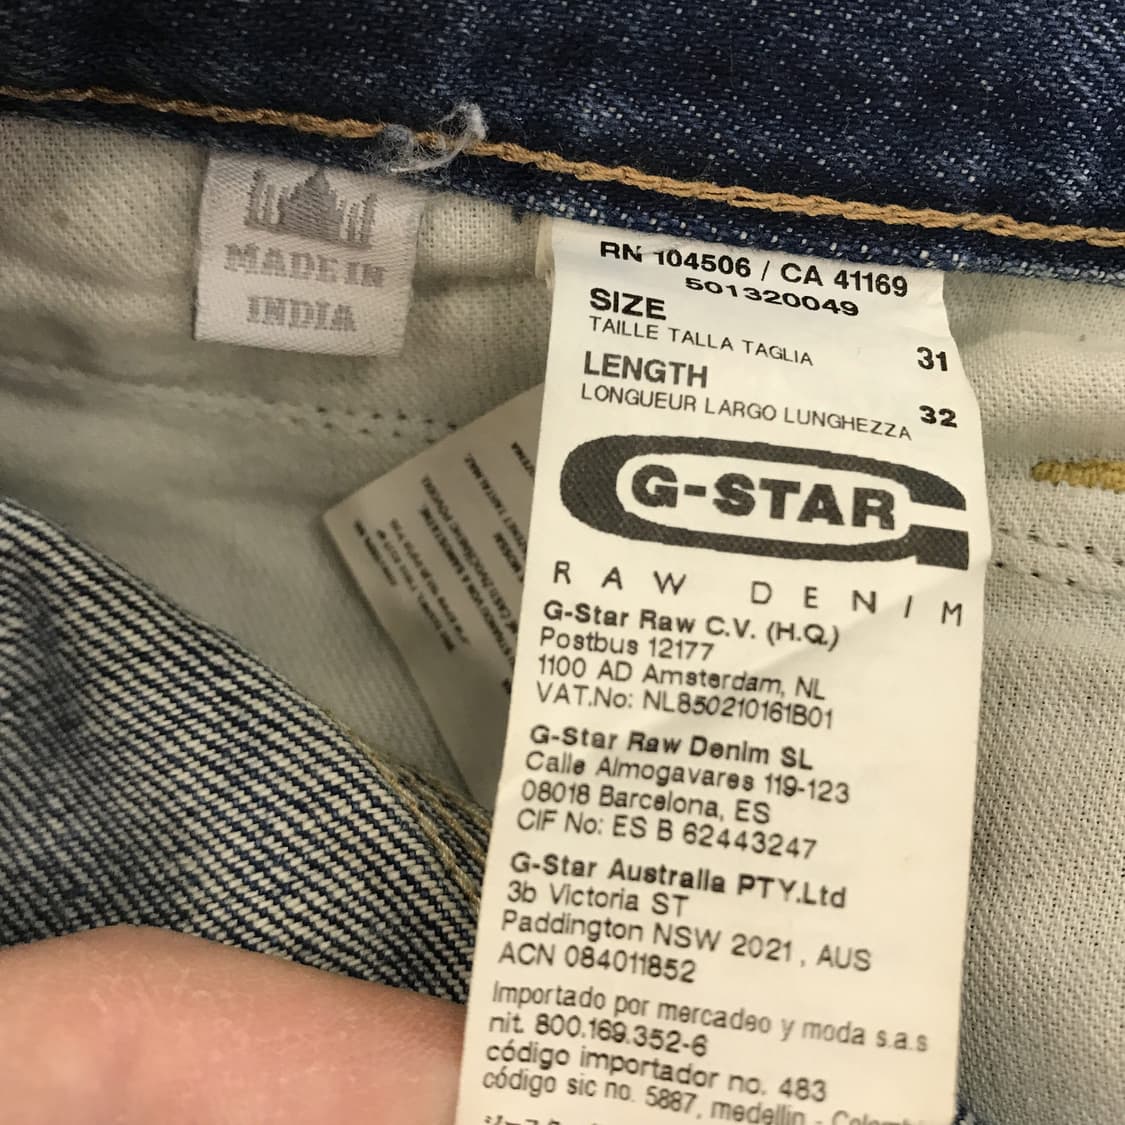 MADE IN
INDIA
RN 104506 / CA 41169
501320049
SIZE
TAILLE TALLA TAGLIA 31
LENGTH
LONGUEUR LARGO LUNGHEZZA 32
G-STAR
RAW DENIM
G-Star Raw C.V. (H.Q.)
Postbus 12177
1100 AD Amsterdam, NL
VAT.No: NL850210161B01
G-Star Raw Denim SL
Calle Almogavares 119-123
08018 Barcelona, ES
CIF No: ES B 62443247
G-Star Australia PTY.Ltd
3b Victoria ST
Paddington NSW 2021, AUS
ACN 084011852
Importado por mercadeo y moda s.a.s
nit. 800.169.352-6
código importador no. 483
código sic no. 5887, medellin -